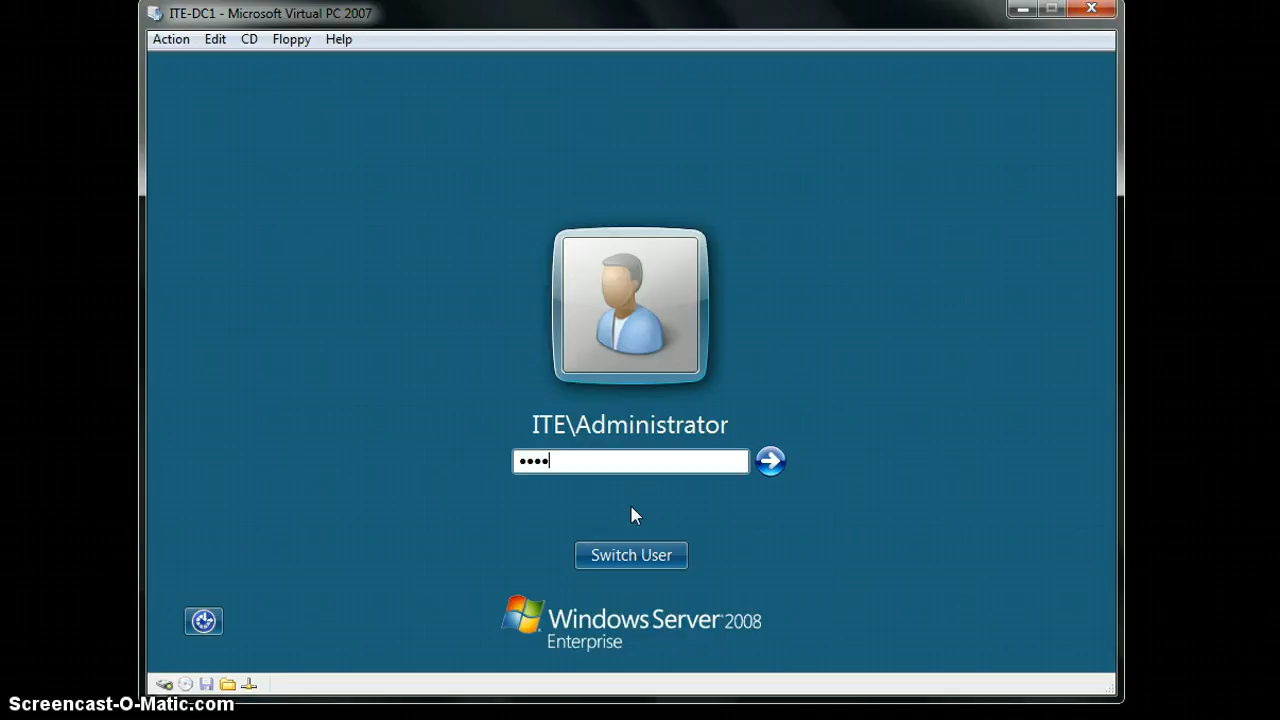 ITE-DC1 - Microsoft Virtual PC 2007
Action Edit CD Floppy Help
ITE\Administrator
••••
Switch User
Windows Server 2008
Enterprise
Screencast-O-Matic.com